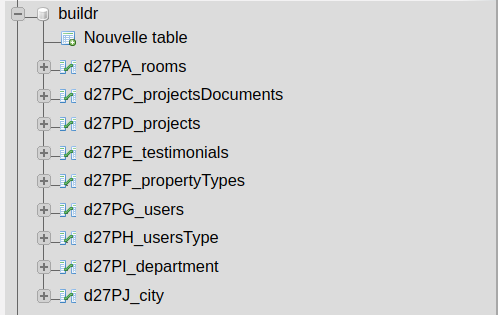 buildr
Nouvelle table
d27PA_rooms
d27PC_projectsDocuments
d27PD_projects
d27PE_testimonials
d27PF_propertyTypes
d27PG_users
d27PH_usersType
d27PI_department
d27PJ_city